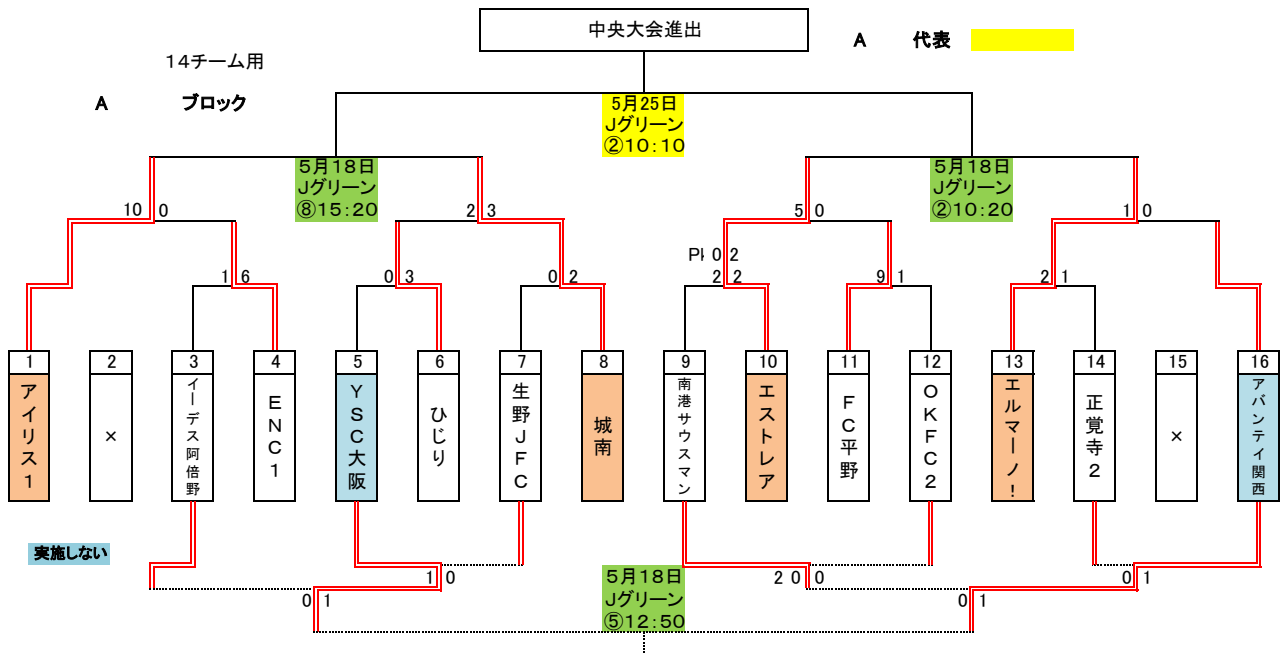 中央大会進出
A 代表
14チーム用
A ブロック
5月25日
Jグリーン
②10:10
5月18日
Jグリーン
⑧15:20
5月18日
Jグリーン
②10:20
10 0
2 3
5 0
1 0
PK 0 2
1 6
0 3
0 2
2 2
9 1
2 1
1 2 3 4 5 6 7 8 9 10 11 12 13 14 15 16
アイリス1
×
イーデス阿倍野
ENC1
YSC大阪
ひじり
生野JFC
城南
南港サウスマン
エストレア
FC平野
OKFC2
エルマーノ!
正覚寺2
×
アバンテイ関西
実施しない
1 0
2 0 0
0 1
0 1
0 1
5月18日
Jグリーン
⑤12:50